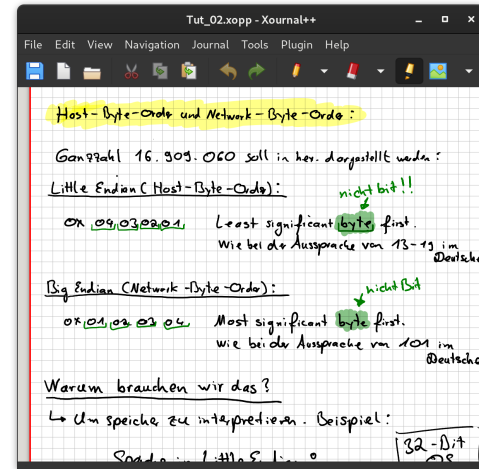 Tut_02.xopp - Xournal++
File Edit View Navigation Journal Tools Plugin Help
Host-Byte-Order und Network-Byte-Order:
Ganzzahl 16.909.060 soll in hex. dargestellt werden:
Little Endian (Host-Byte-Order):
nicht bit!!
0x 04 03 02 01 Least significant byte first.
Wie bei der Aussprache von 13-19 im
Deutsche
Big Endian (Network-Byte-Order):
nicht Bit
0x 01 02 03 04 Most significant byte first.
Wie bei der Aussprache von 101 im
Deutsche
Warum brauchen wir das?
↳ Um speicher zu interpretieren. Beispiel:
32-Bit
OS